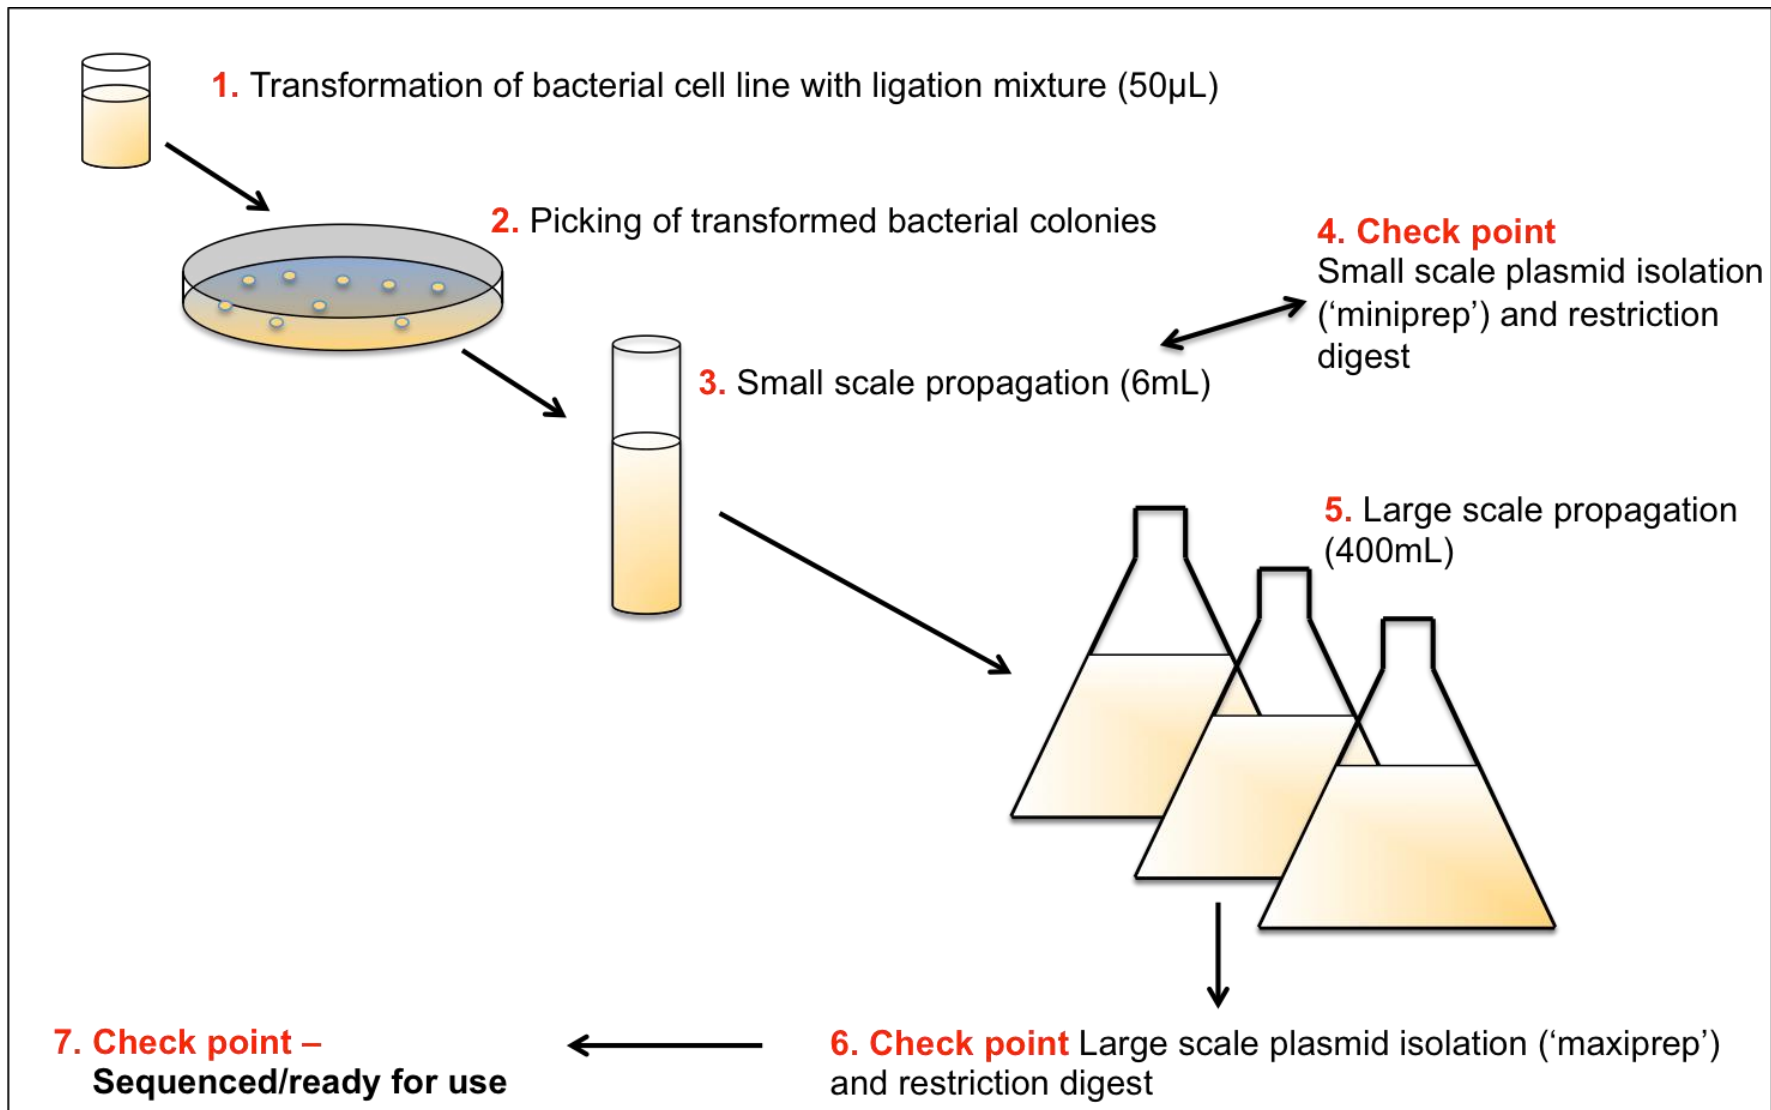 1. Transformation of bacterial cell line with ligation mixture (50µL)
2. Picking of transformed bacterial colonies
4. Check point
Small scale plasmid isolation
(‘miniprep’) and restriction
digest
3. Small scale propagation (6mL)
5. Large scale propagation
(400mL)
6. Check point Large scale plasmid isolation (‘maxiprep’)
and restriction digest
7. Check point –
Sequenced/ready for use